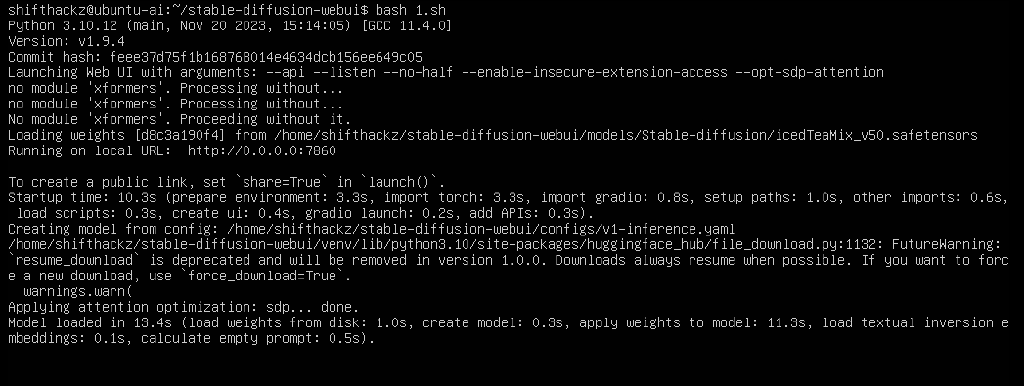 shifthackz@ubuntu-ai:~/stable-diffusion-webui$ bash 1.sh
Python 3.10.12 (main, Nov 20 2023, 15:14:05) [GCC 11.4.0]
Version: v1.9.4
Commit hash: feee37d75f1b168768014e4634dcb156ee649c05
Launching Web UI with arguments: --api --listen --no-half --enable-insecure-extension-access --opt-sdp-attention
no module 'xformers'. Processing without...
no module 'xformers'. Processing without...
No module 'xformers'. Proceeding without it.
Loading weights [d8c3a190f4] from /home/shifthackz/stable-diffusion-webui/models/Stable-diffusion/icedTeaMix_v50.safetensors
Running on local URL:  http://0.0.0.0:7860

To create a public link, set `share=True` in `launch()`.
Startup time: 10.3s (prepare environment: 3.3s, import torch: 3.3s, import gradio: 0.8s, setup paths: 1.0s, other imports: 0.6s,
 load scripts: 0.3s, create ui: 0.4s, gradio launch: 0.2s, add APIs: 0.3s).
Creating model from config: /home/shifthackz/stable-diffusion-webui/configs/v1-inference.yaml
/home/shifthackz/stable-diffusion-webui/venv/lib/python3.10/site-packages/huggingface_hub/file_download.py:1132: FutureWarning:
`resume_download` is deprecated and will be removed in version 1.0.0. Downloads always resume when possible. If you want to forc
e a new download, use `force_download=True`.
  warnings.warn(
Applying attention optimization: sdp... done.
Model loaded in 13.4s (load weights from disk: 1.0s, create model: 0.3s, apply weights to model: 11.3s, load textual inversion e
mbeddings: 0.1s, calculate empty prompt: 0.5s).